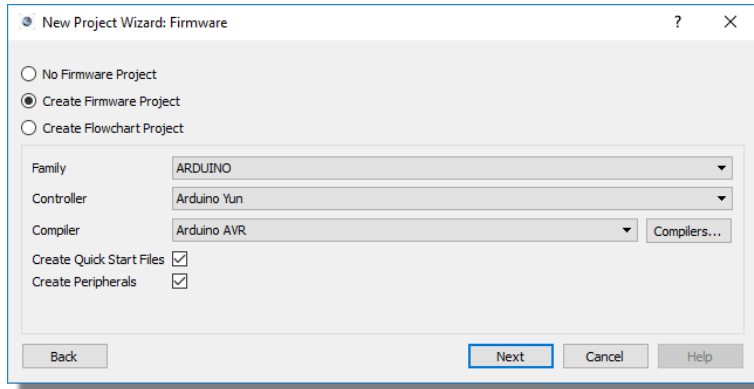 New Project Wizard: Firmware
No Firmware Project
Create Firmware Project
Create Flowchart Project
Family ARDUINO
Controller Arduino Yun
Compiler Arduino AVR Compilers...
Create Quick Start Files
Create Peripherals
Back Next Cancel Help